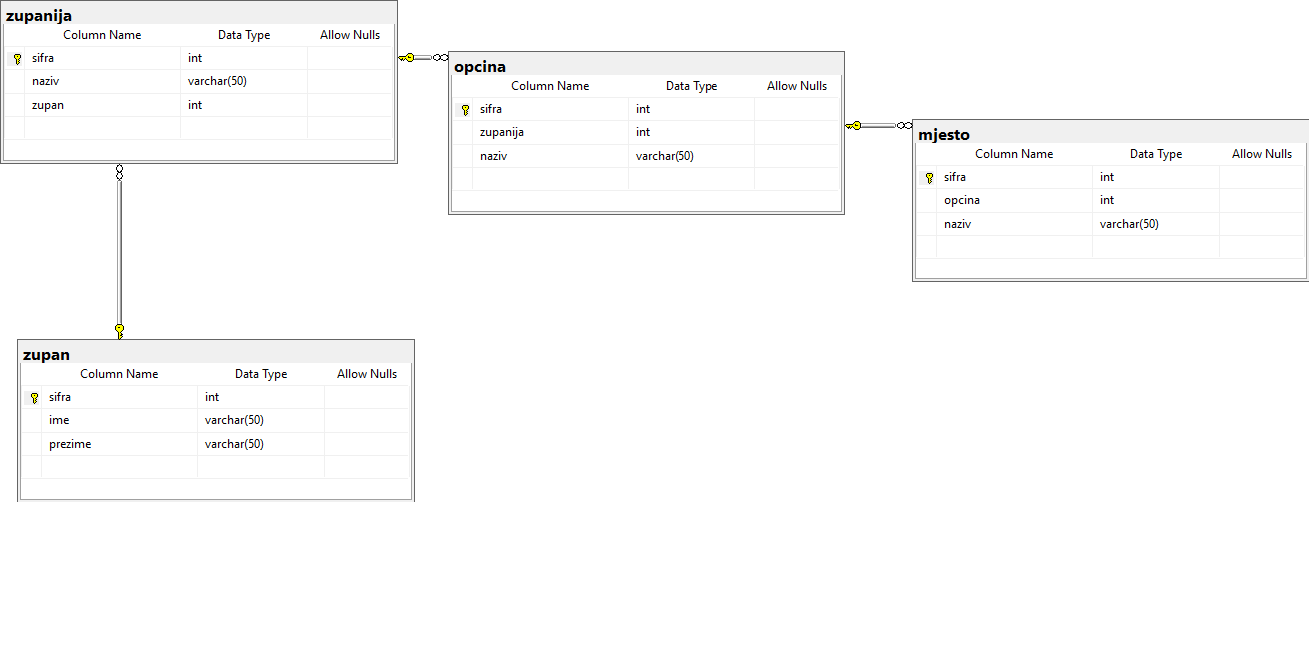 zupanija
Column Name Data Type Allow Nulls
sifra int
naziv varchar(50)
zupan int
opcina
Column Name Data Type Allow Nulls
sifra int
zupanija int
naziv varchar(50)
mjesto
Column Name Data Type Allow Nulls
sifra int
opcina int
naziv varchar(50)
zupan
Column Name Data Type Allow Nulls
sifra int
ime varchar(50)
prezime varchar(50)